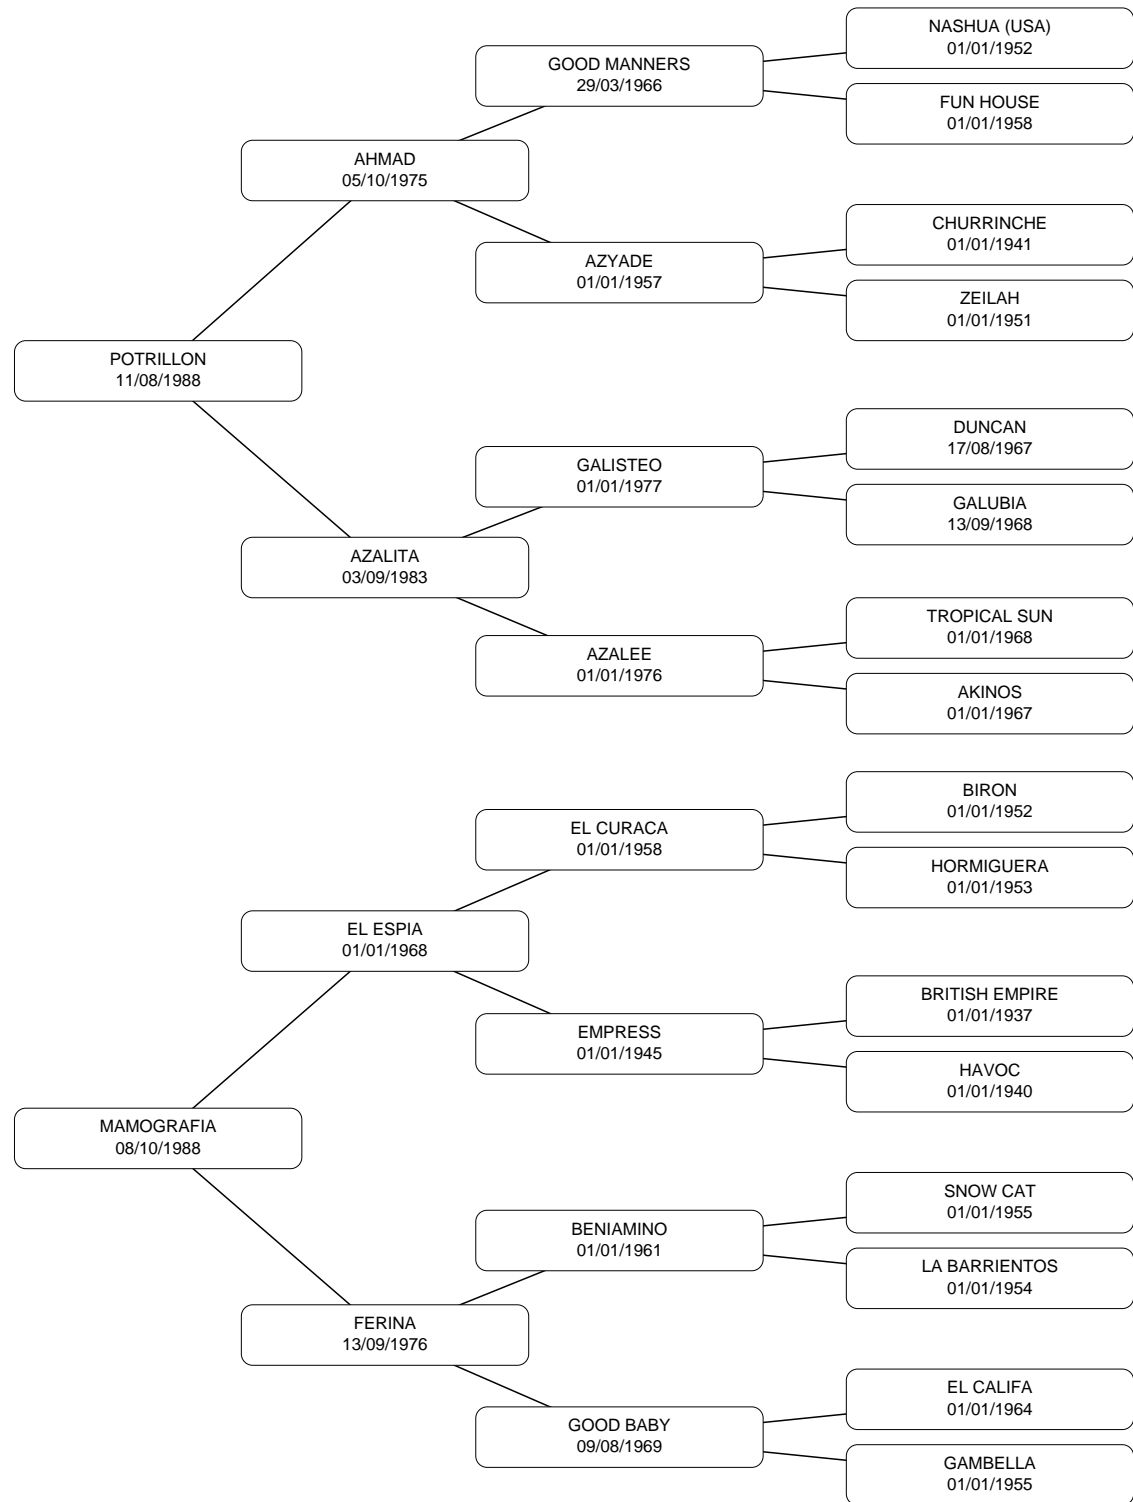 NASHUA (USA)
01/01/1952
GOOD MANNERS
29/03/1966
FUN HOUSE
01/01/1958
AHMAD
05/10/1975
CHURRINCHE
01/01/1941
AZYADE
01/01/1957
ZEILAH
01/01/1951
POTRILLON
11/08/1988
DUNCAN
17/08/1967
GALISTEO
01/01/1977
GALUBIA
13/09/1968
AZALITA
03/09/1983
TROPICAL SUN
01/01/1968
AZALEE
01/01/1976
AKINOS
01/01/1967
BIRON
01/01/1952
EL CURACA
01/01/1958
HORMIGUERA
01/01/1953
EL ESPIA
01/01/1968
BRITISH EMPIRE
01/01/1937
EMPRESS
01/01/1945
HAVOC
01/01/1940
MAMOGRAFIA
08/10/1988
SNOW CAT
01/01/1955
BENIAMINO
01/01/1961
LA BARRIENTOS
01/01/1954
FERINA
13/09/1976
EL CALIFA
01/01/1964
GOOD BABY
09/08/1969
GAMBELLA
01/01/1955